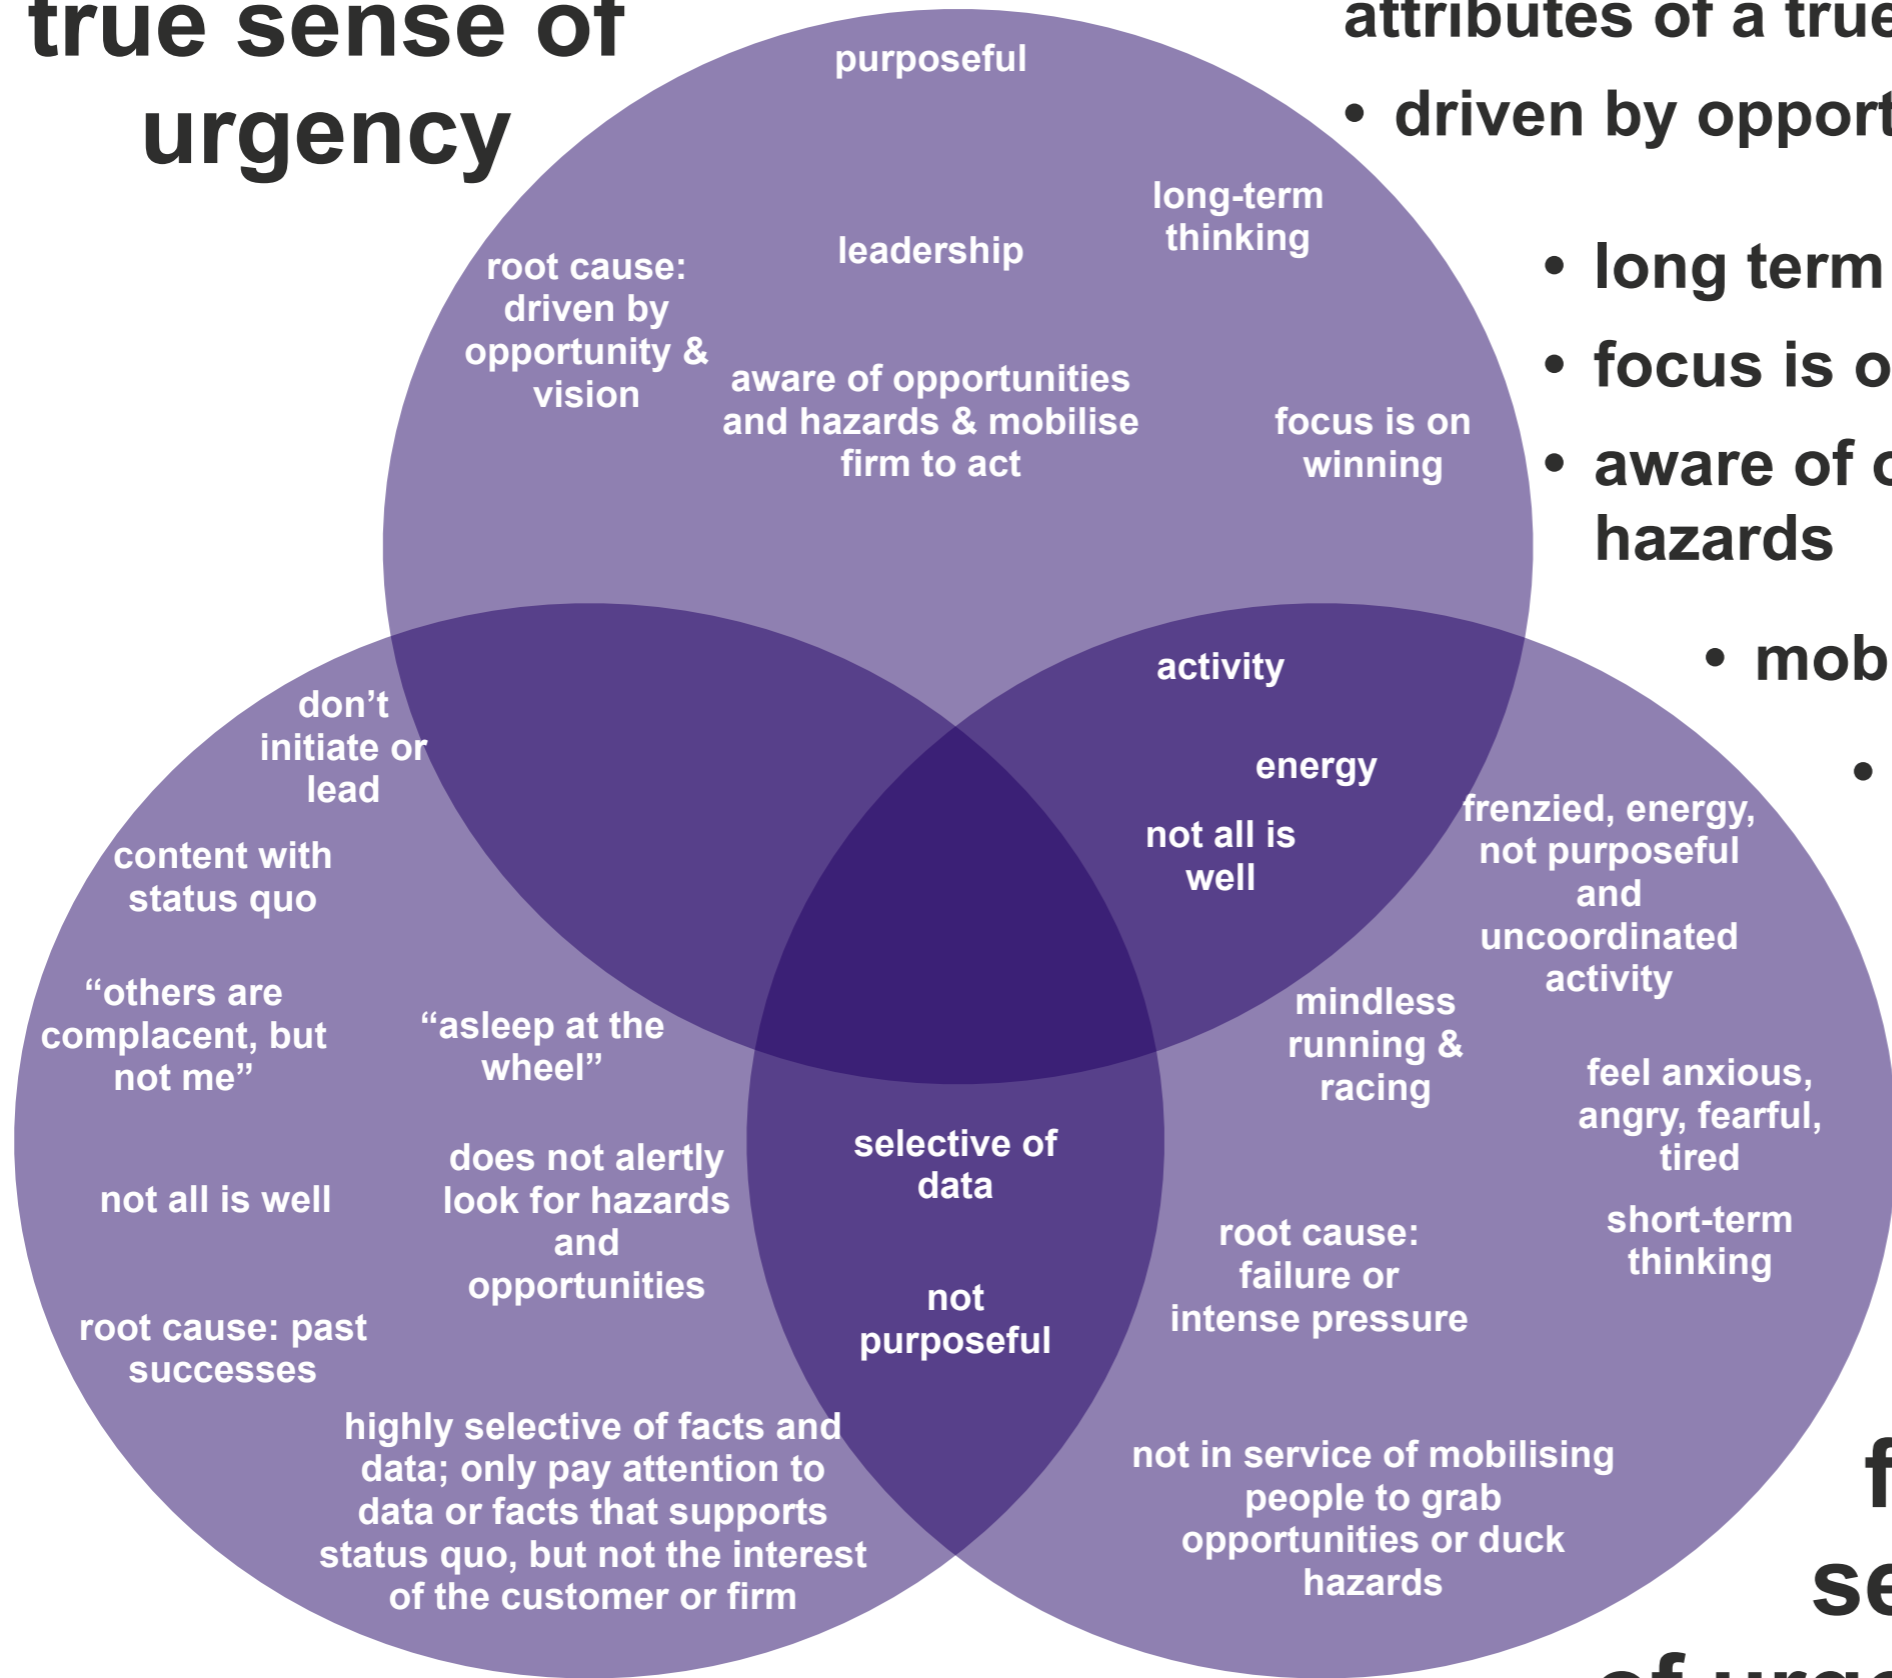 true sense of
urgency
attributes of a true
• driven by
• long term
• focus is
• aware of
hazards
purposeful
long-term
thinking
leadership
root cause:
driven by
opportunity &
vision
aware of opportunities
and hazards & mobilise
firm to act
focus is on
winning
activity
energy
not all is
well
don’t
initiate or
lead
content with
status quo
“others are
complacent, but
not me”
“asleep at the
wheel”
not all is well
does not alertly
look for hazards
and
opportunities
root cause: past
successes
highly selective of facts and
data; only pay attention to
data or facts that supports
status quo, but not the interest
of the customer or firm
selective of
data
not
purposeful
frenzied, energy,
not purposeful
and
uncoordinated
activity
mindless
running &
racing
feel anxious,
angry, fearful,
tired
short-term
thinking
root cause:
failure or
intense pressure
not in service of mobilising
people to grab
opportunities or duck
hazards
of